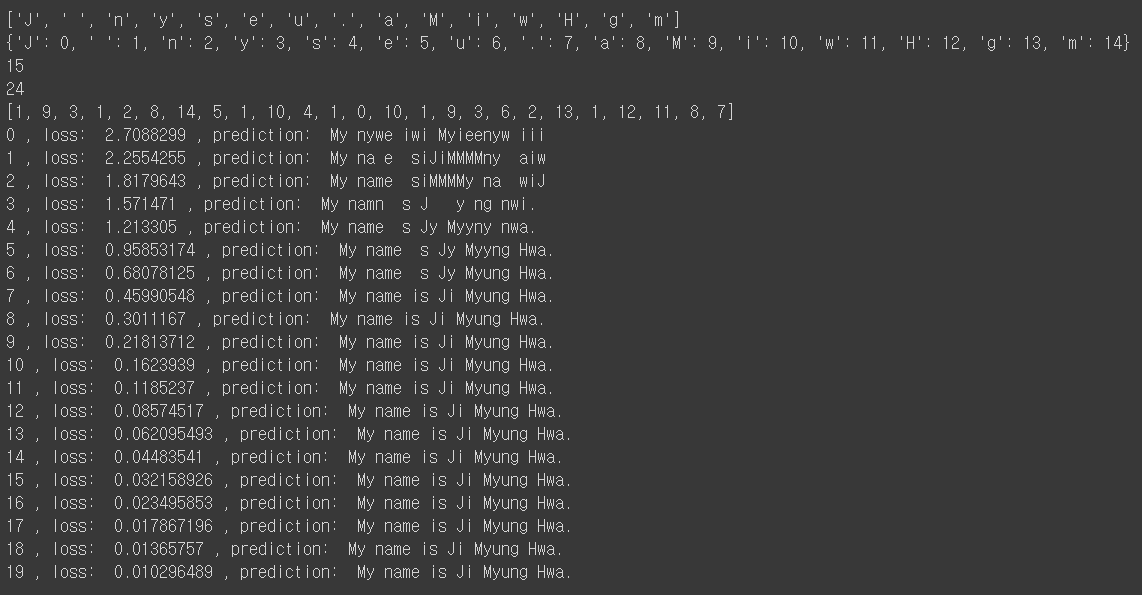 ['J', ' ', 'n', 'y', 's', 'e', 'u', '.', 'a', 'M', 'i', 'w', 'H', 'g', 'm']
{'J': 0, ' ': 1, 'n': 2, 'y': 3, 's': 4, 'e': 5, 'u': 6, '.': 7, 'a': 8, 'M': 9, 'i': 10, 'w': 11, 'H': 12, 'g': 13, 'm': 14}
15
24
[1, 9, 3, 1, 2, 8, 14, 5, 1, 10, 4, 1, 0, 10, 1, 9, 3, 6, 2, 13, 1, 12, 11, 8, 7]
0 , loss:  2.7088299 , prediction:  My nywe iwi Myieenyw iii
1 , loss:  2.2554255 , prediction:  My na e  siJiMMMMny  aiw
2 , loss:  1.8179643 , prediction:  My name  siMMMMy na  wiJ
3 , loss:  1.571471 , prediction:  My namn  s J   y ng nwi.
4 , loss:  1.213305 , prediction:  My name  s Jy Myyny nwa.
5 , loss:  0.95853174 , prediction:  My name  s Jy Myyng Hwa.
6 , loss:  0.68078125 , prediction:  My name  s Jy Myung Hwa.
7 , loss:  0.45990548 , prediction:  My name is Ji Myung Hwa.
8 , loss:  0.3011167 , prediction:  My name is Ji Myung Hwa.
9 , loss:  0.21813712 , prediction:  My name is Ji Myung Hwa.
10 , loss:  0.1623939 , prediction:  My name is Ji Myung Hwa.
11 , loss:  0.1185237 , prediction:  My name is Ji Myung Hwa.
12 , loss:  0.08574517 , prediction:  My name is Ji Myung Hwa.
13 , loss:  0.062095493 , prediction:  My name is Ji Myung Hwa.
14 , loss:  0.04483541 , prediction:  My name is Ji Myung Hwa.
15 , loss:  0.032158926 , prediction:  My name is Ji Myung Hwa.
16 , loss:  0.023495853 , prediction:  My name is Ji Myung Hwa.
17 , loss:  0.017867196 , prediction:  My name is Ji Myung Hwa.
18 , loss:  0.01365757 , prediction:  My name is Ji Myung Hwa.
19 , loss:  0.010296489 , prediction:  My name is Ji Myung Hwa.